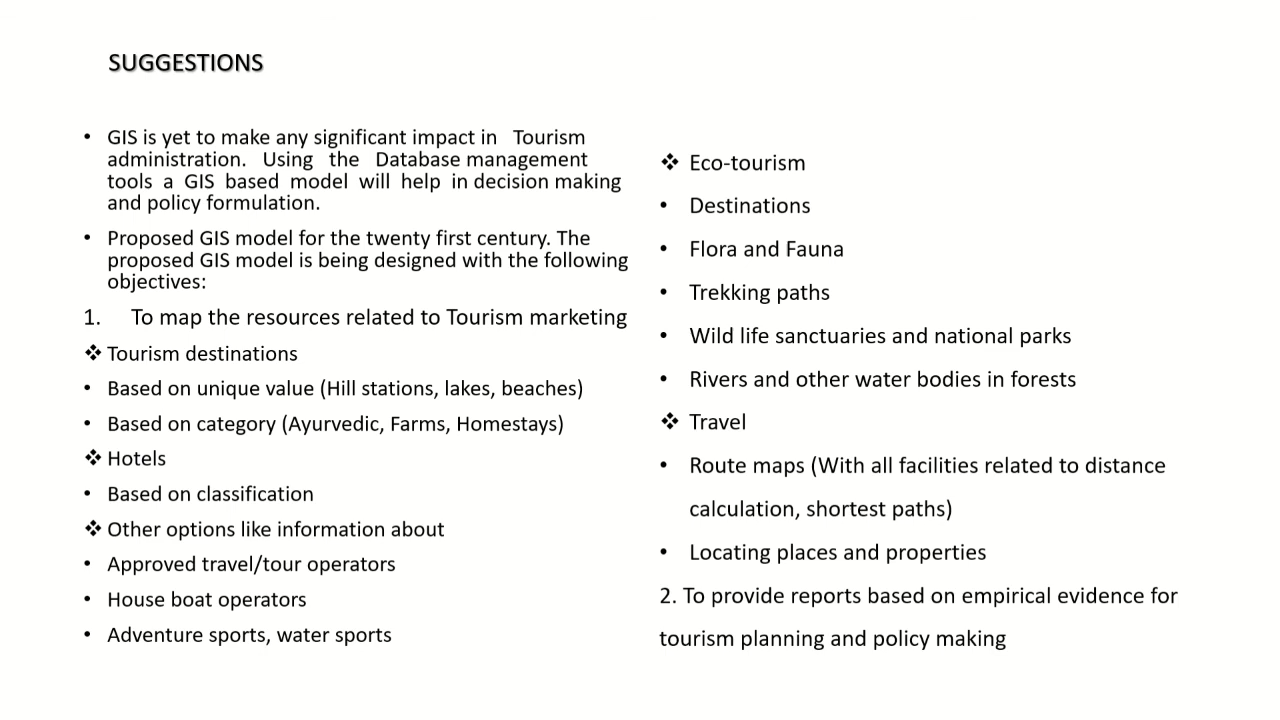 SUGGESTIONS
• GIS is yet to make any significant impact in Tourism
administration. Using the Database management
tools a GIS based model will help in decision making
and policy formulation.
• Proposed GIS model for the twenty first century. The
proposed GIS model is being designed with the following
objectives:
1. To map the resources related to Tourism marketing
❖ Tourism destinations
• Based on unique value (Hill stations, lakes, beaches)
• Based on category (Ayurvedic, Farms, Homestays)
❖ Hotels
• Based on classification
❖ Other options like information about
• Approved travel/tour operators
• House boat operators
• Adventure sports, water sports
❖ Eco-tourism
• Destinations
• Flora and Fauna
• Trekking paths
• Wild life sanctuaries and national parks
• Rivers and other water bodies in forests
❖ Travel
• Route maps (With all facilities related to distance
calculation, shortest paths)
• Locating places and properties
2. To provide reports based on empirical evidence for
tourism planning and policy making